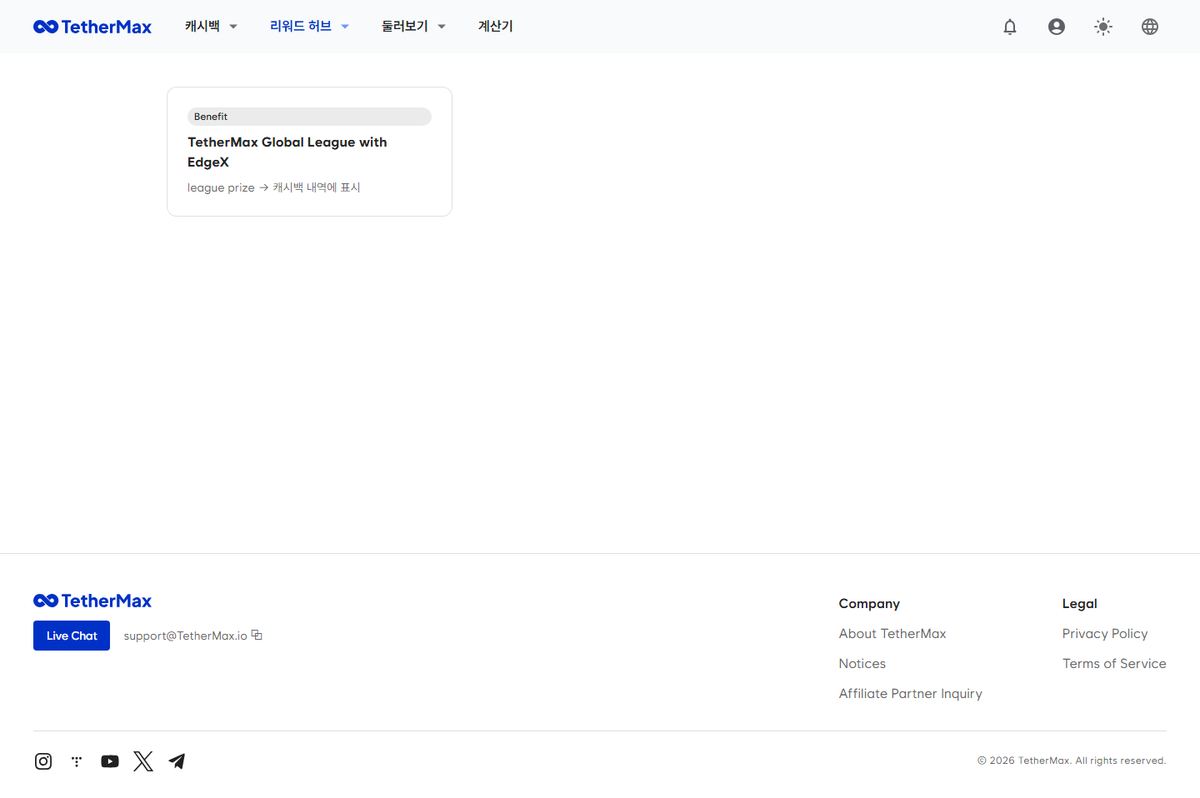 TetherMax
캐시백
리워드 허브
둘러보기
계산기
Benefit
TetherMax Global League with
EdgeX
league prize → 캐시백 내역에 표시
TetherMax
Live Chat
support@TetherMax.io
Company
About TetherMax
Notices
Affiliate Partner Inquiry
Legal
Privacy Policy
Terms of Service
© 2026 TetherMax. All rights reserved.